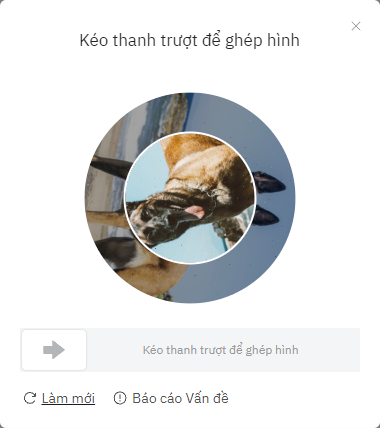 Kéo thanh trượt để ghép hình
Kéo thanh trượt để ghép hình
Làm mới
Báo cáo Vấn đề